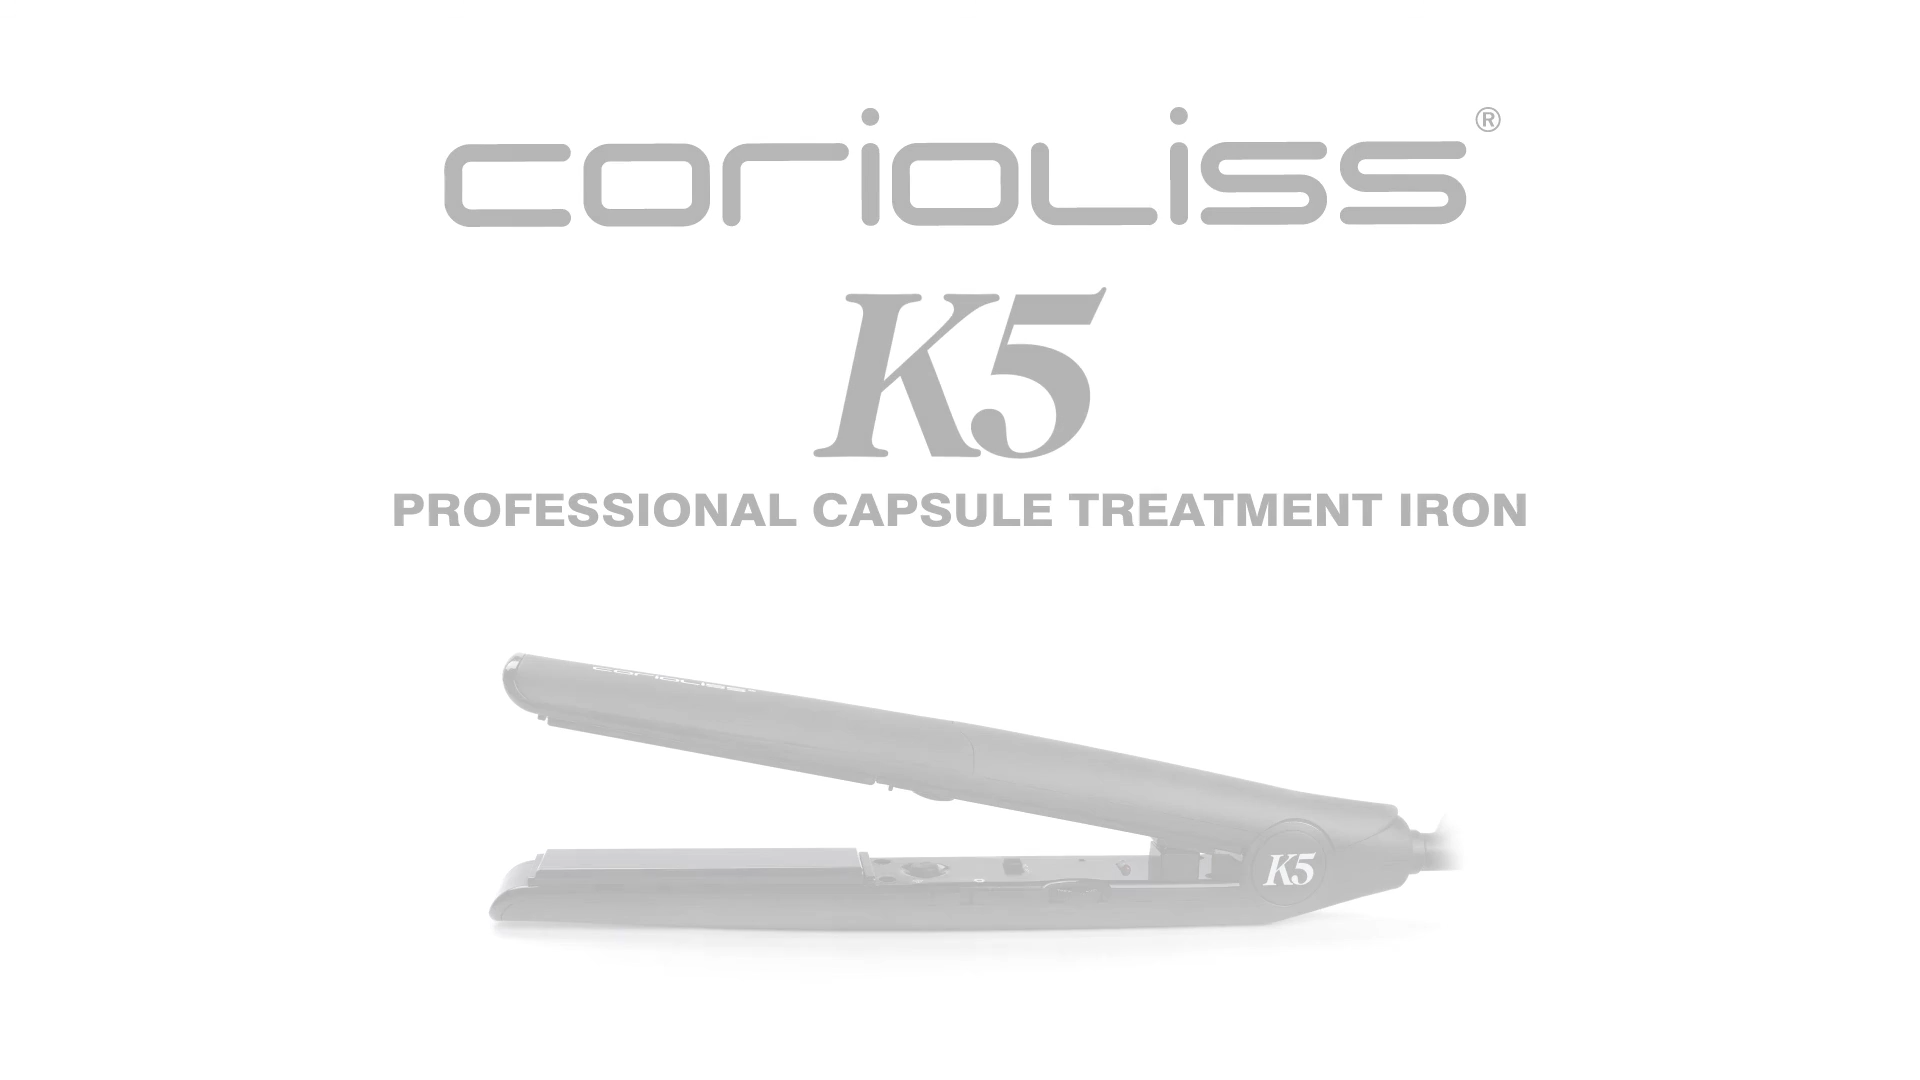 corioliss®
K5
PROFESSIONAL CAPSULE TREATMENT IRON
corioliss
K5